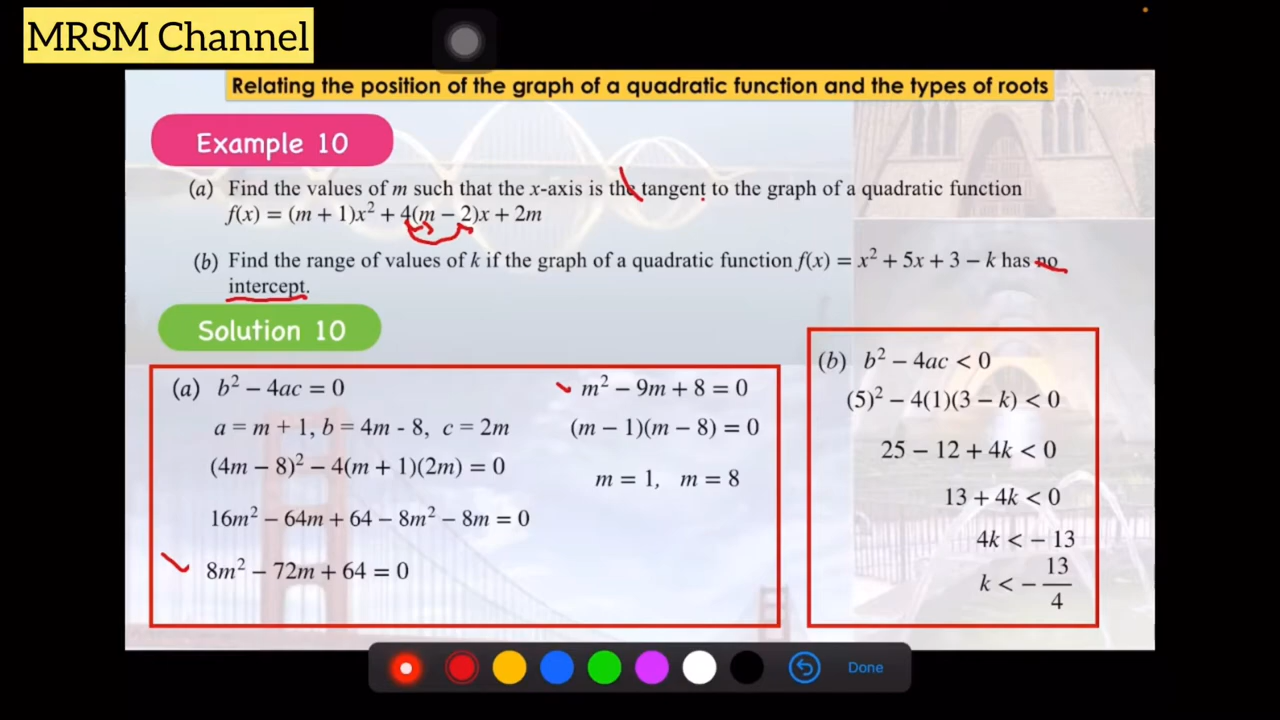 MRSM Channel
Relating the position of the graph of a quadratic function and the types of roots
Example 10
(a) Find the values of m such that the x-axis is the tangent to the graph of a quadratic function
f(x) = (m + 1)x² + 4(m − 2)x + 2m
(b) Find the range of values of k if the graph of a quadratic function f(x) = x² + 5x + 3 − k has no
intercept.
Solution 10
(a) b² − 4ac = 0
a = m + 1, b = 4m - 8, c = 2m
(4m − 8)² − 4(m + 1)(2m) = 0
16m² − 64m + 64 − 8m² − 8m = 0
8m² − 72m + 64 = 0
m² − 9m + 8 = 0
(m − 1)(m − 8) = 0
m = 1, m = 8
(b) b² − 4ac < 0
(5)² − 4(1)(3 − k) < 0
25 − 12 + 4k < 0
13 + 4k < 0
4k < − 13
k < − 13/4
Done